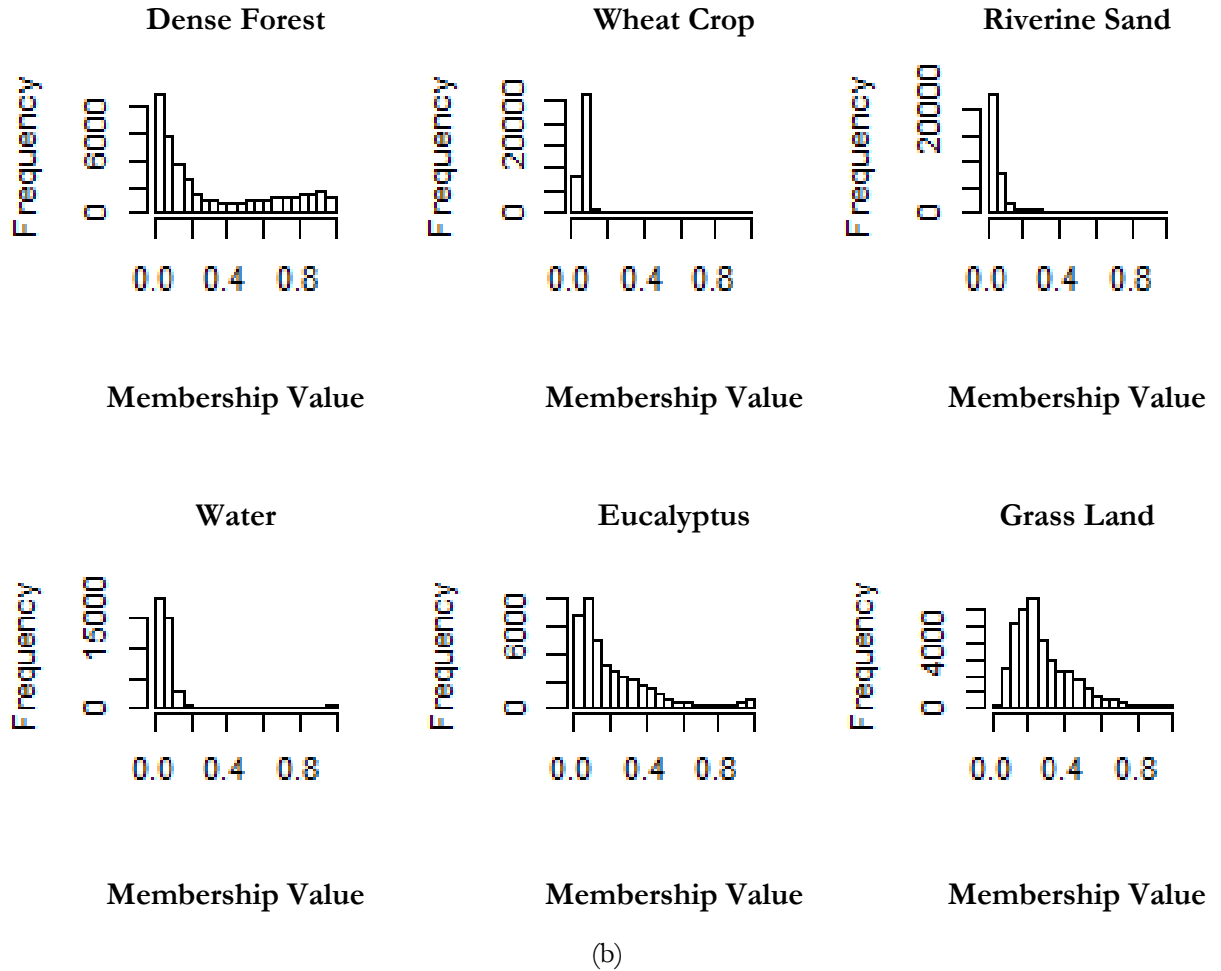 Dense Forest Wheat Crop Riverine Sand
Frequency 0 6000 Frequency 0 20000 Frequency 0 20000
0.0 0.4 0.8 0.0 0.4 0.8 0.0 0.4 0.8
Membership Value Membership Value Membership Value
Water Eucalyptus Grass Land
Frequency 0 15000 Frequency 0 6000 Frequency 0 4000
0.0 0.4 0.8 0.0 0.4 0.8 0.0 0.4 0.8
Membership Value Membership Value Membership Value
(b)